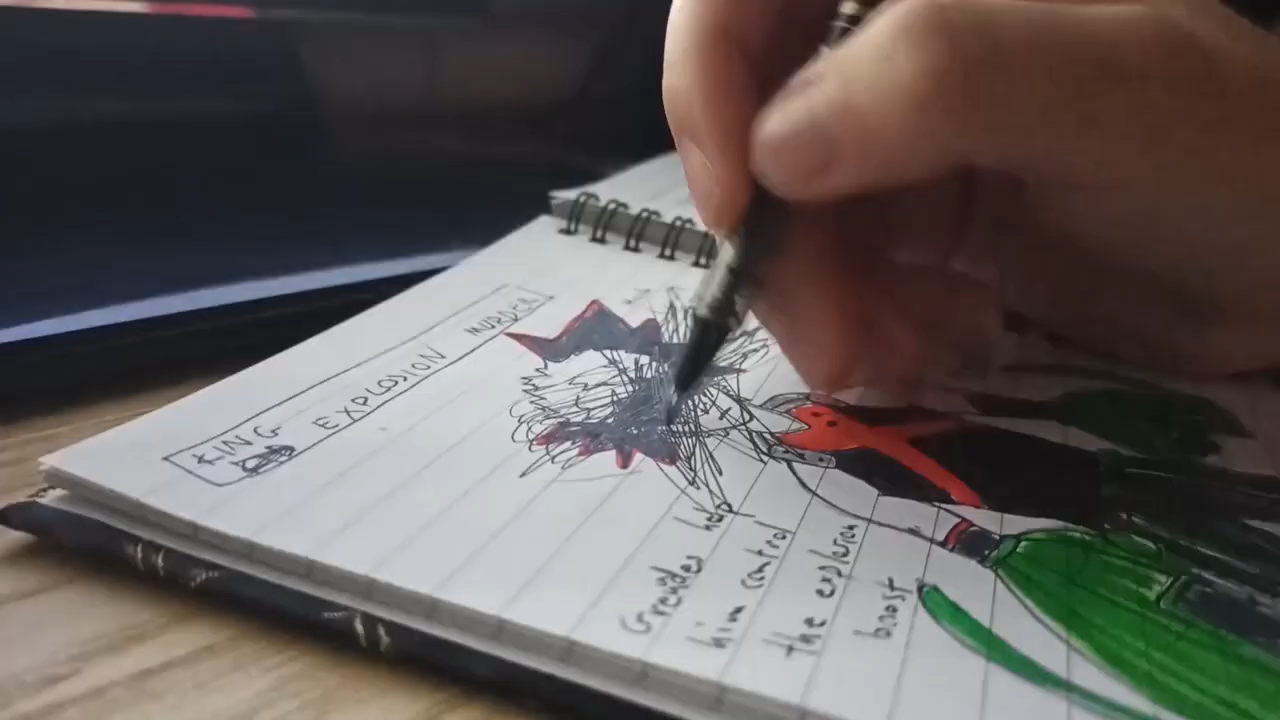 KING
EXPLOSION MURDER
Grenades help
him control
the explosion
boost